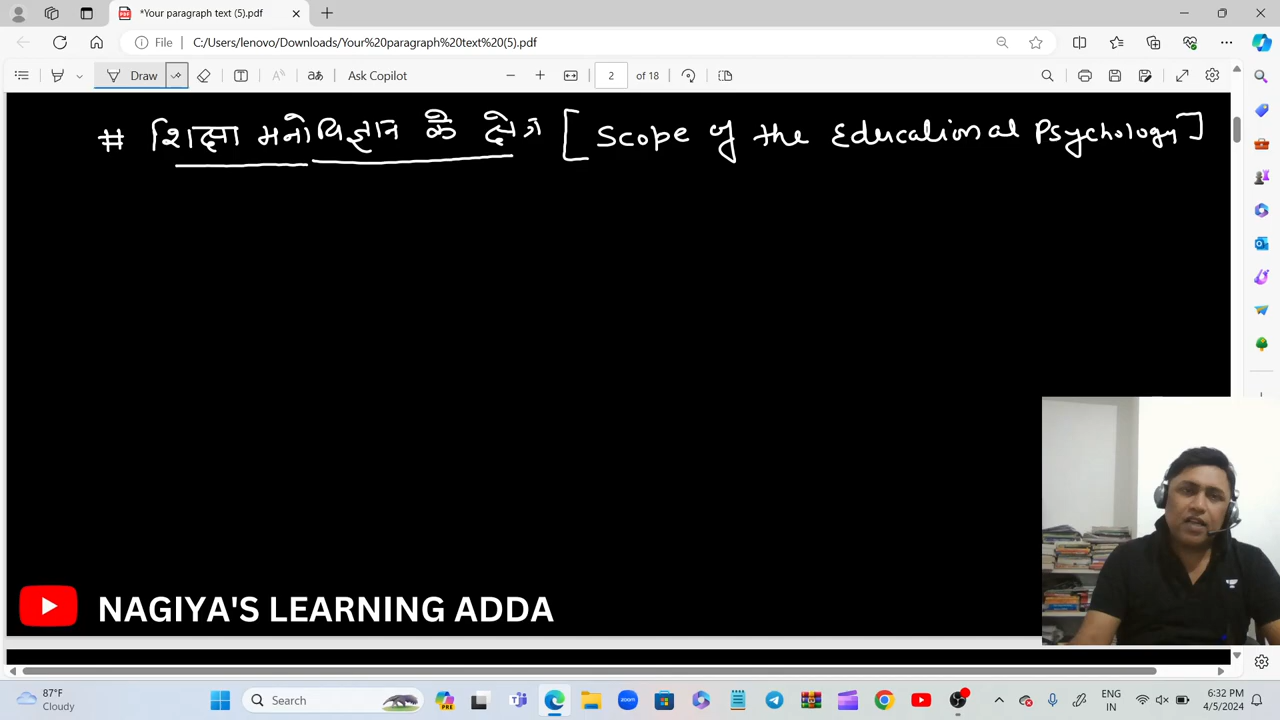 *Your paragraph text (5).pdf
File
C:/Users/lenovo/Downloads/Your%20paragraph%20text%20(5).pdf
Draw
Ask Copilot
2 of 18
# शिक्षा मनोविज्ञान के क्षेत्र [Scope of the Educational Psychology]
NAGIYA'S LEARNING ADDA
87°F
Cloudy
Search
PRE
ENG
IN
6:32 PM
4/5/2024